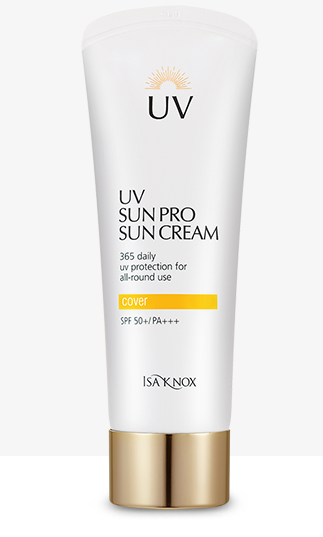 UV
UV
SUN PRO
SUN CREAM
365 daily
uv protection for
all-round use
cover
SPF 50+/PA+++
ISA KNOX